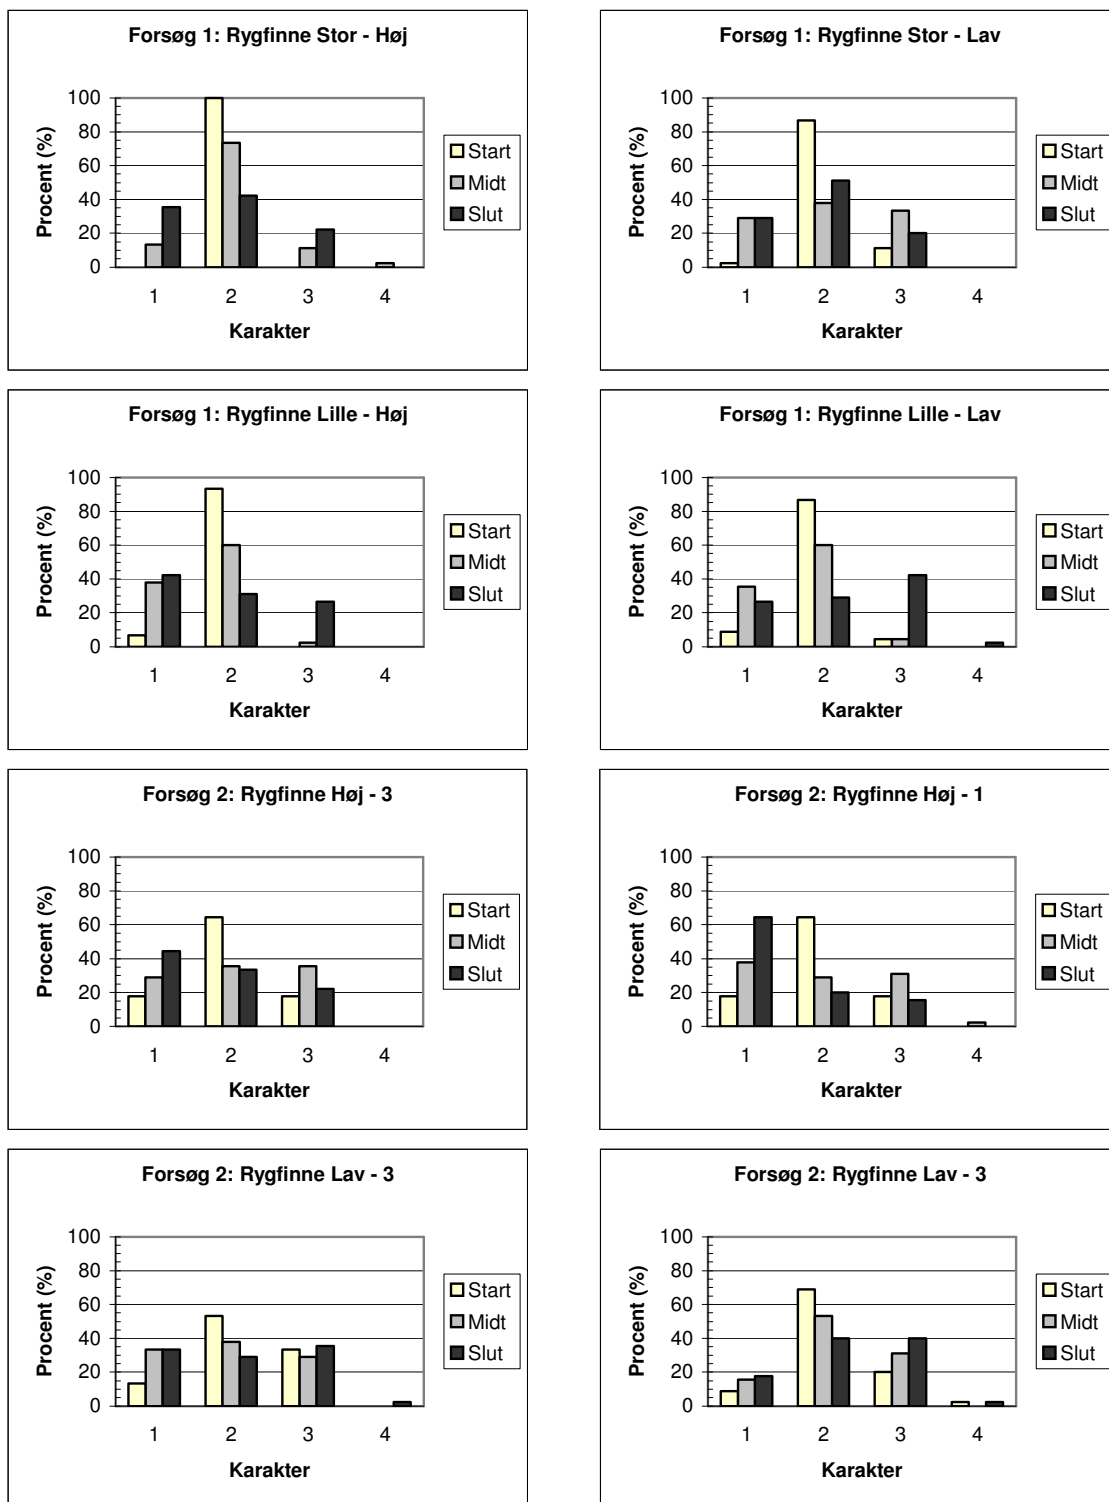 Forsøg 1: Rygfinne Stor - Høj
Procent (%)
100
80
60
40
20
0
1 2 3 4
Karakter
Start
Midt
Slut
Forsøg 1: Rygfinne Stor - Lav
Procent (%)
100
80
60
40
20
0
1 2 3 4
Karakter
Start
Midt
Slut
Forsøg 1: Rygfinne Lille - Høj
Procent (%)
100
80
60
40
20
0
1 2 3 4
Karakter
Start
Midt
Slut
Forsøg 1: Rygfinne Lille - Lav
Procent (%)
100
80
60
40
20
0
1 2 3 4
Karakter
Start
Midt
Slut
Forsøg 2: Rygfinne Høj - 3
Procent (%)
100
80
60
40
20
0
1 2 3 4
Karakter
Start
Midt
Slut
Forsøg 2: Rygfinne Høj - 1
Procent (%)
100
80
60
40
20
0
1 2 3 4
Karakter
Start
Midt
Slut
Forsøg 2: Rygfinne Lav - 3
Procent (%)
100
80
60
40
20
0
1 2 3 4
Karakter
Start
Midt
Slut
Forsøg 2: Rygfinne Lav - 3
Procent (%)
100
80
60
40
20
0
1 2 3 4
Karakter
Start
Midt
Slut